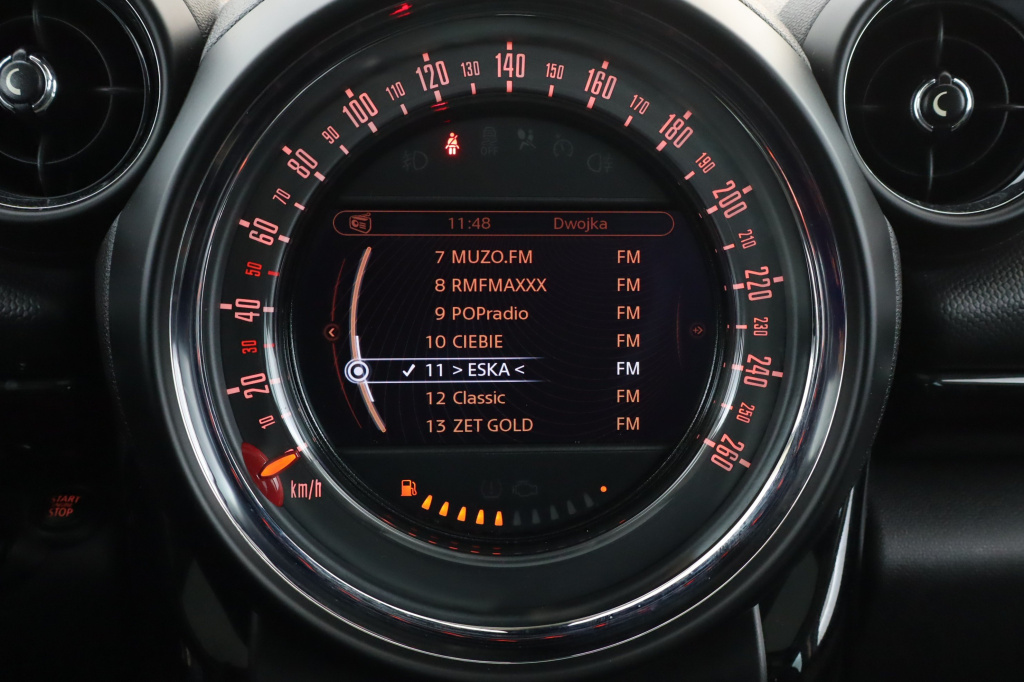 10
20
30
40
50
60
70
80
90
100
110
120
130
140
150
160
170
180
190
200
210
220
230
240
250
260
km/h
11:48 Dwojka
7 MUZO.FM FM
8 RMFMAXXX FM
9 POPradio FM
10 CIEBIE FM
✓ 11 > ESKA < FM
12 Classic FM
13 ZET GOLD FM
START
STOP